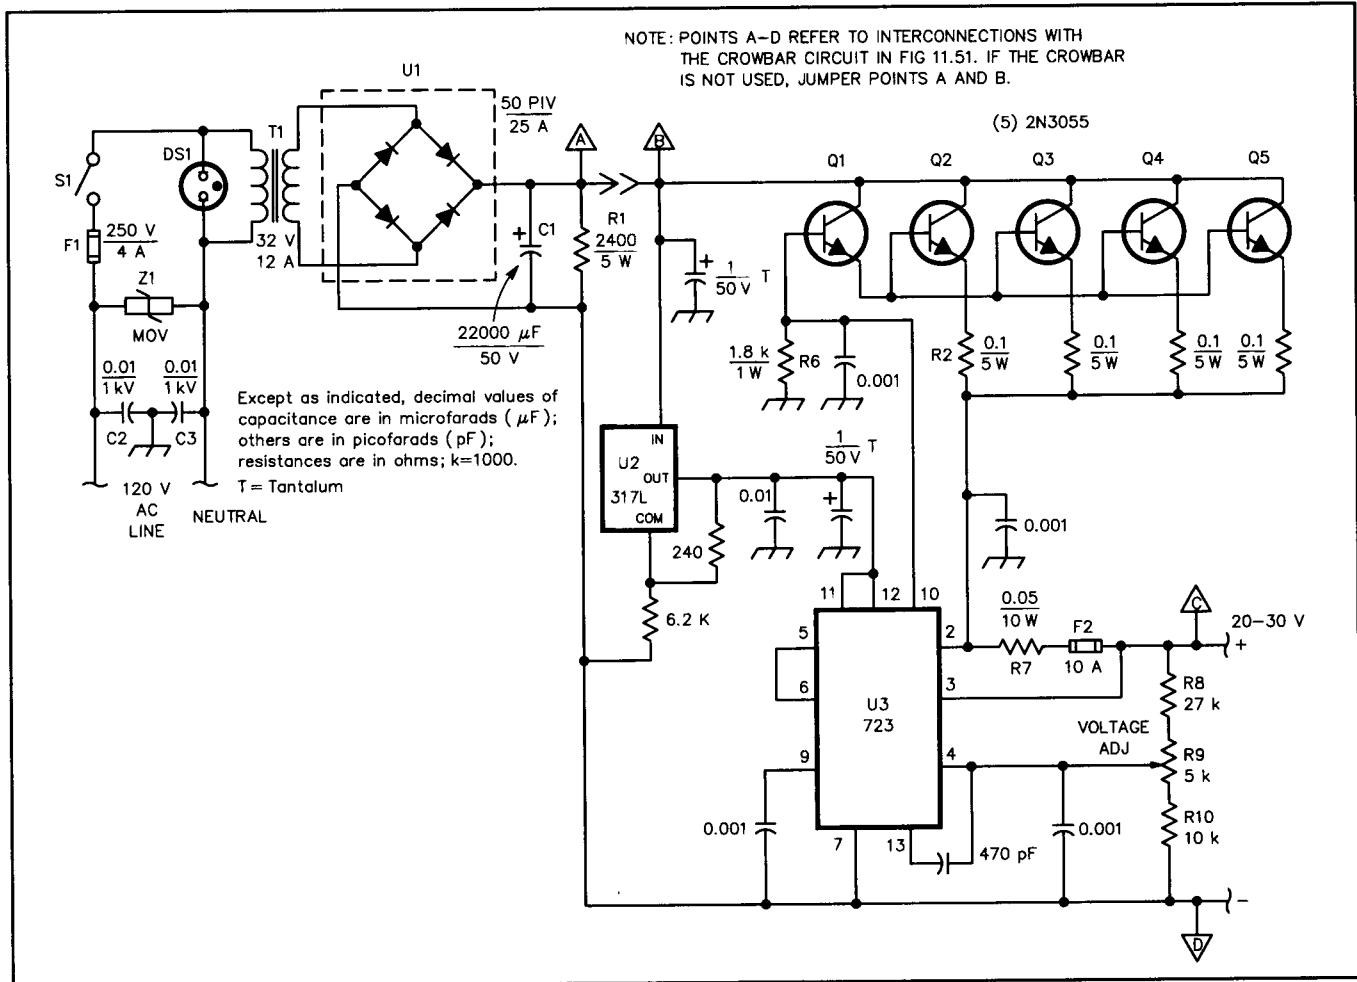 NOTE: POINTS A-D REFER TO INTERCONNECTIONS WITH
THE CROWBAR CIRCUIT IN FIG 11.51. IF THE CROWBAR
IS NOT USED, JUMPER POINTS A AND B.
U1
50 PIV
25 A
A
B
(5) 2N3055
Q1
Q2
Q3
Q4
Q5
S1
DS1
T1
F1
250 V
4 A
32 V
12 A
Z1
MOV
+
C1
R1
2400
5 W
+
1
50 V
T
22000 μF
50 V
0.01
1 kV
0.01
1 kV
C2
C3
120 V
AC
LINE
NEUTRAL
Except as indicated, decimal values of
capacitance are in microfarads ( μF);
others are in picofarads (pF);
resistances are in ohms; k=1000.
T= Tantalum
1.8 k
1 W
R6
0.001
R2
0.1
5 W
0.1
5 W
0.1
5 W
0.1
5 W
IN
U2
OUT
317L
COM
240
6.2 K
0.01
+
1
50 V
T
0.001
11
12
10
5
6
9
7
13
2
3
4
U3
723
0.05
10 W
R7
F2
10 A
C
20-30 V
+
R8
27 k
VOLTAGE
ADJ
R9
5 k
R10
10 k
0.001
470 pF
0.001
-
D